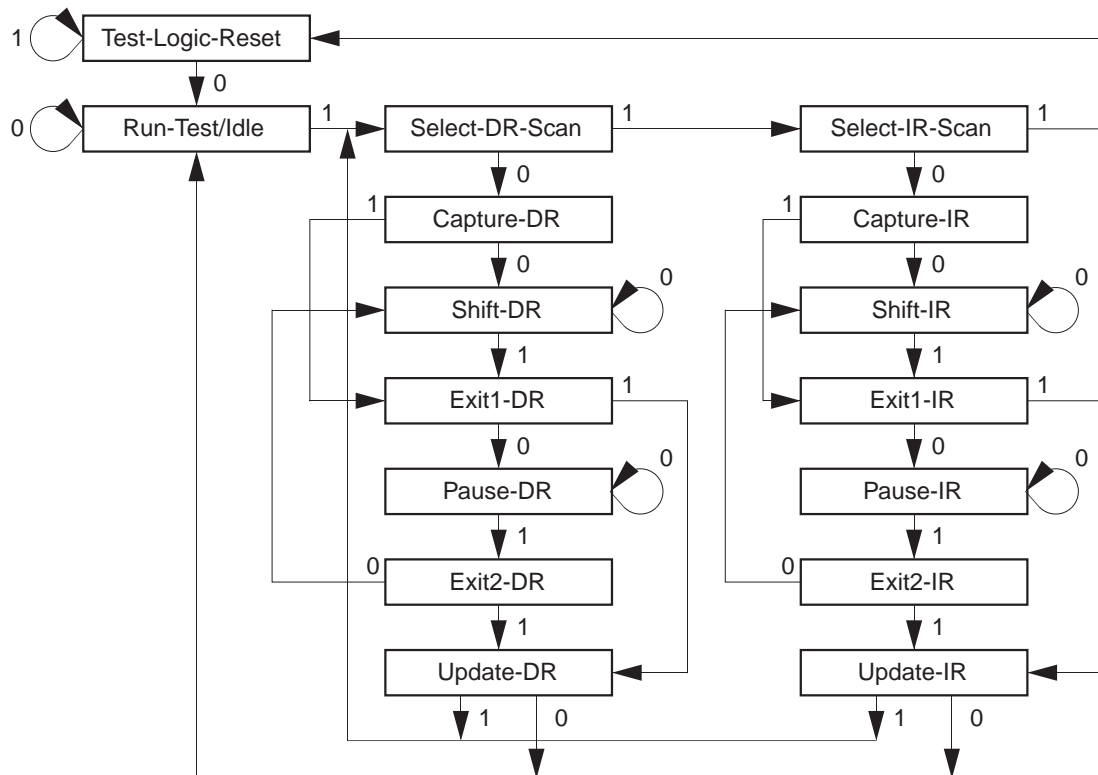 1
Test-Logic-Reset
0
0
Run-Test/Idle
1
Select-DR-Scan
1
Select-IR-Scan
1
0
0
1
Capture-DR
1
Capture-IR
0
0
Shift-DR
0
Shift-IR
0
1
1
Exit1-DR
1
Exit1-IR
1
0
0
Pause-DR
0
Pause-IR
0
1
1
0
Exit2-DR
0
Exit2-IR
1
1
Update-DR
Update-IR
1
0
1
0